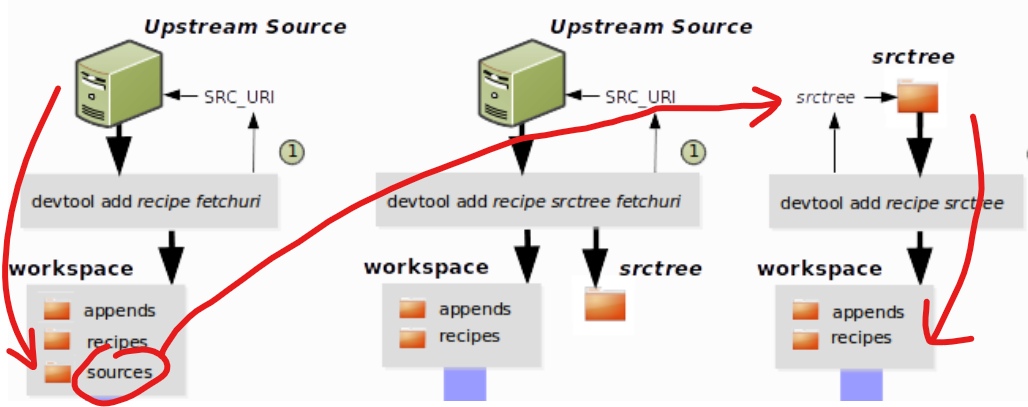 Upstream Source
SRC_URI
1
devtool add recipe fetchuri
workspace
appends
recipes
sources
Upstream Source
SRC_URI
1
devtool add recipe srctree fetchuri
workspace
appends
recipes
srctree
srctree
srctree
devtool add recipe srctree
workspace
appends
recipes